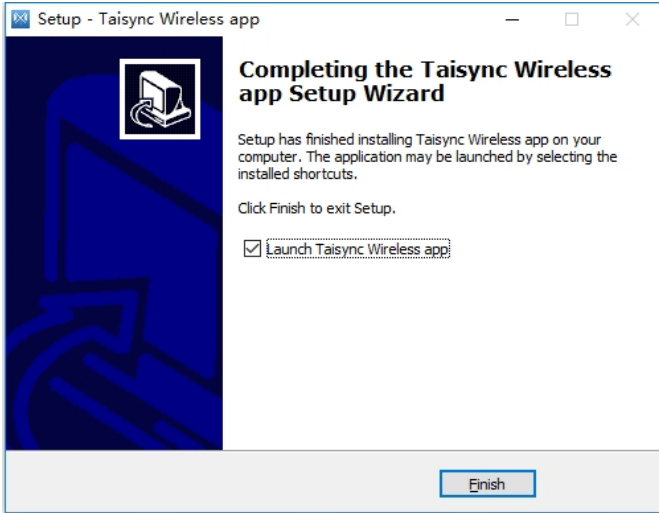 Setup - Taisync Wireless app
Completing the Taisync Wireless
app Setup Wizard
Setup has finished installing Taisync Wireless app on your
computer. The application may be launched by selecting the
installed shortcuts.
Click Finish to exit Setup.
Launch Taisync Wireless app
Finish